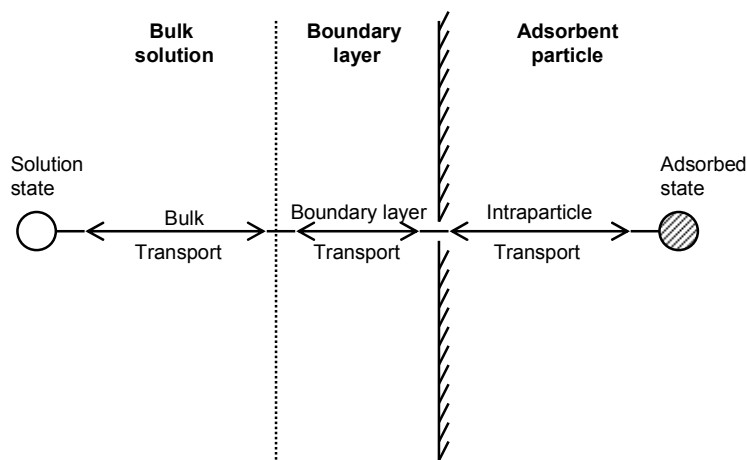 Bulk
solution
Boundary
layer
Adsorbent
particle
Solution
state
Adsorbed
state
Bulk
Transport
Boundary layer
Transport
Intraparticle
Transport